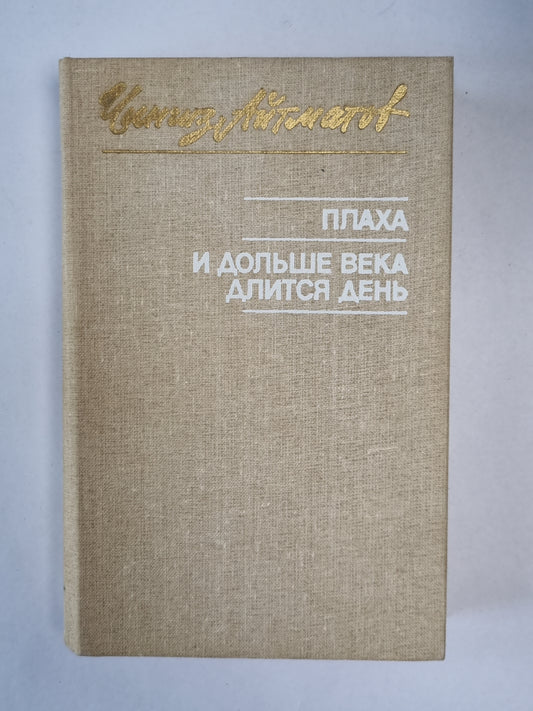 Чингиз Айтматов
ПЛАХА
И ДОЛЬШЕ ВЕКА
ДЛИТСЯ ДЕНЬ